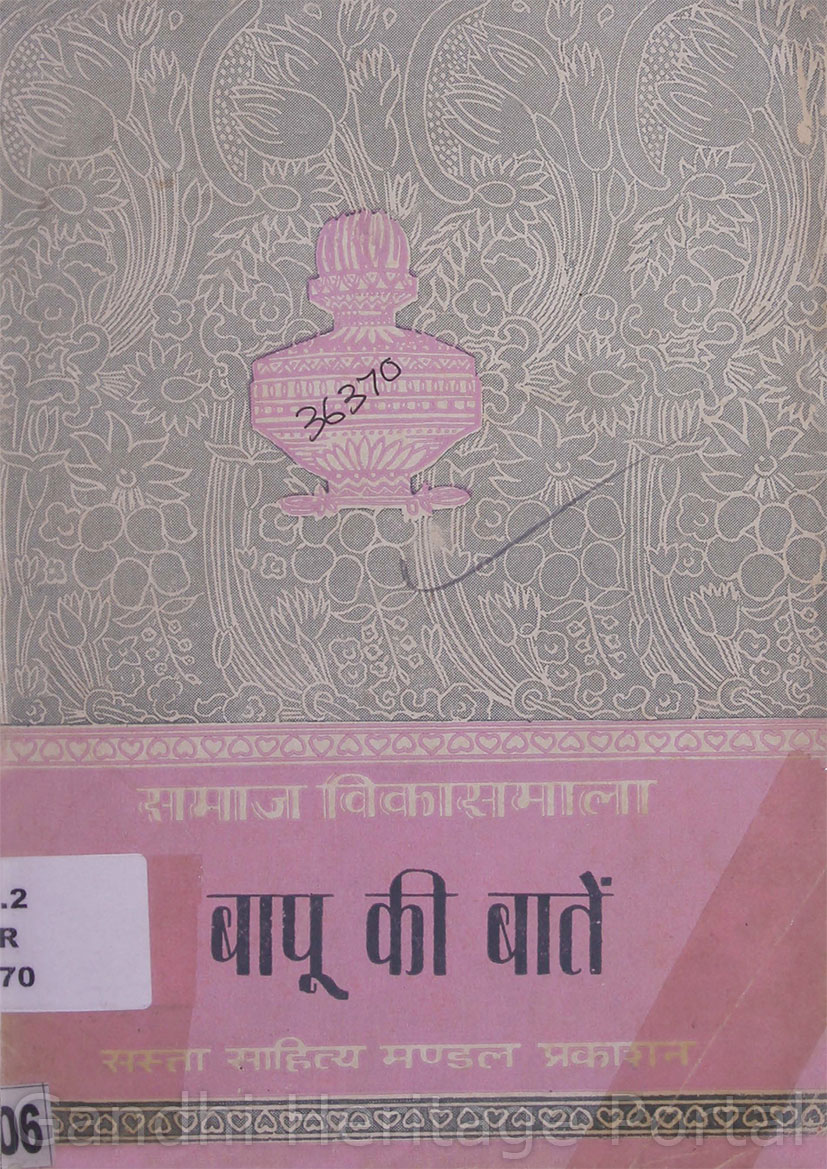 36370
समाज विकासमाला
.2
R
70
बापू की बातें
सस्ता साहित्य मण्डल प्रकाशन
06
Gandhi Heritage Portal